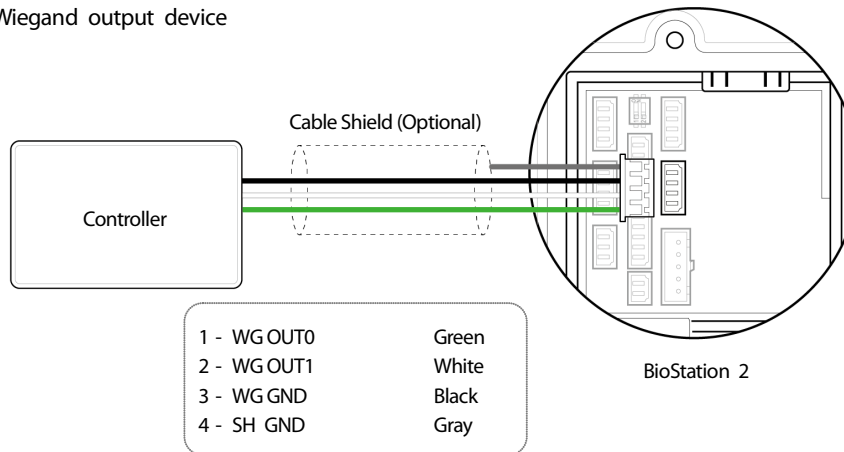 Wiegand output device
Cable Shield (Optional)
Controller
1 - WG OUT0 Green
2 - WG OUT1 White
3 - WG GND Black
4 - SH GND Gray
BioStation 2